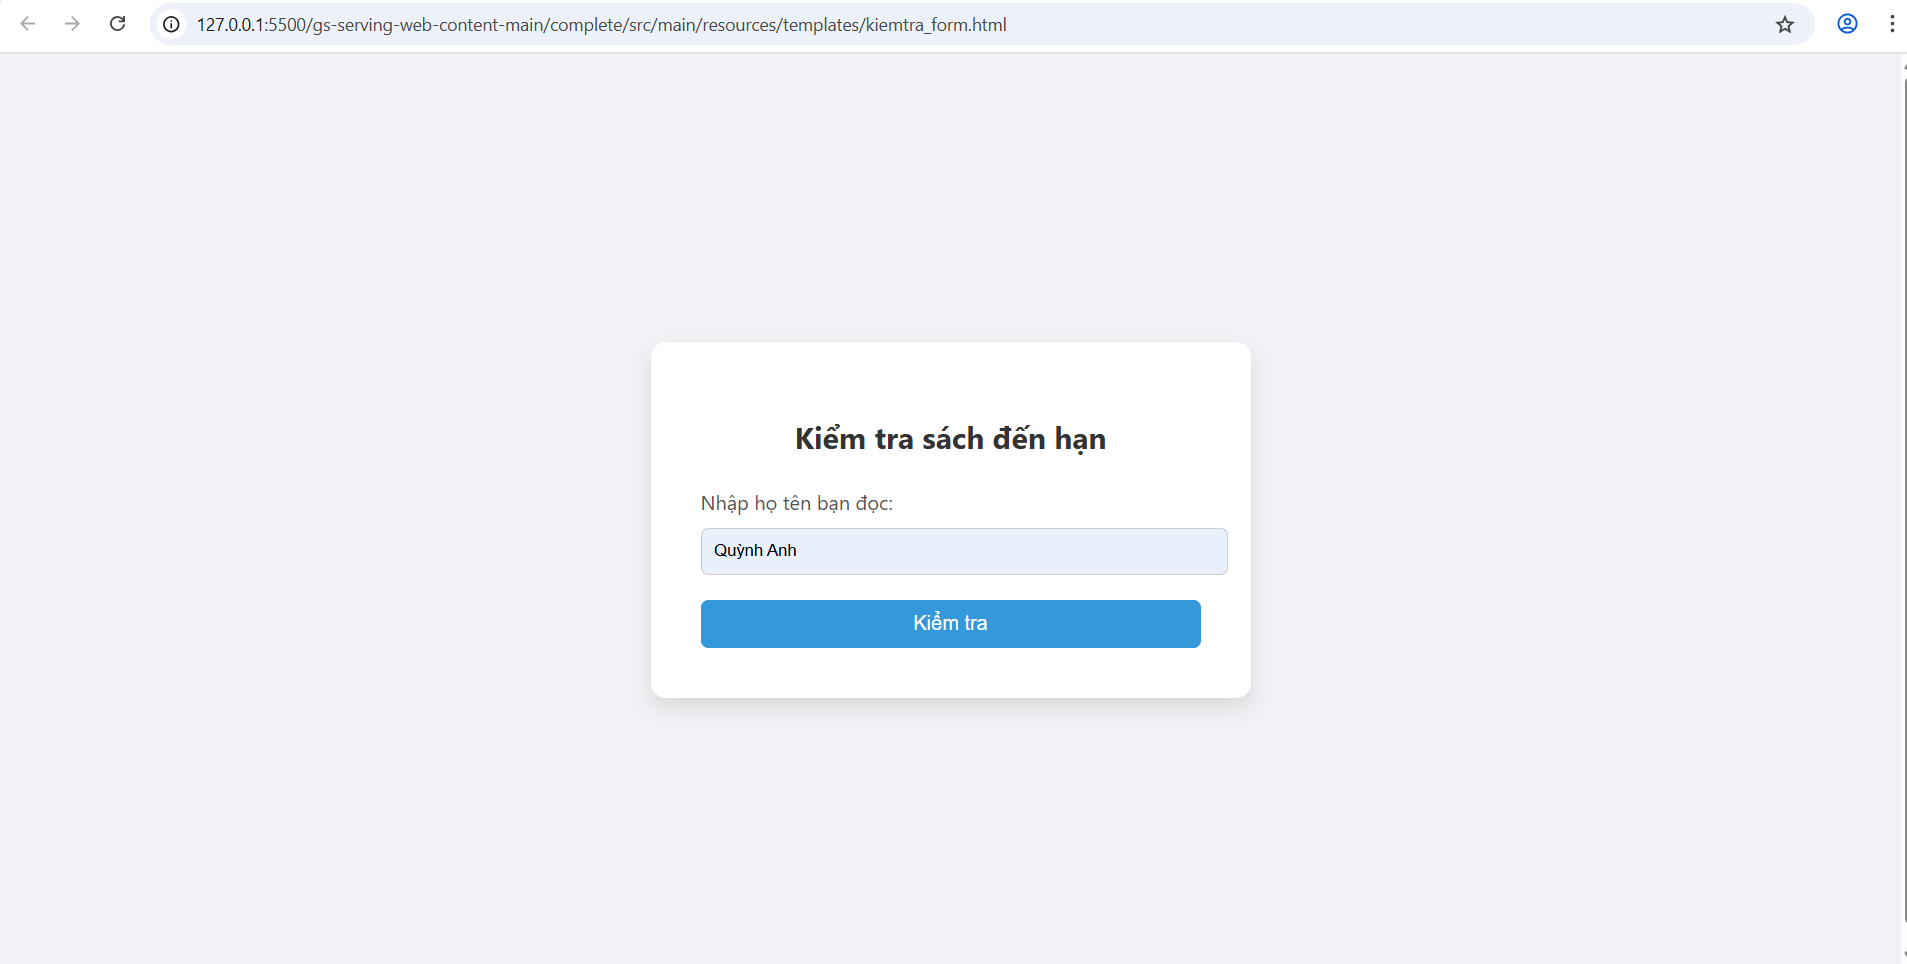 127.0.0.1:5500/gs-serving-web-content-main/complete/src/main/resources/templates/kiemtra_form.html
Kiểm tra sách đến hạn
Nhập họ tên bạn đọc:
Quỳnh Anh
Kiểm tra